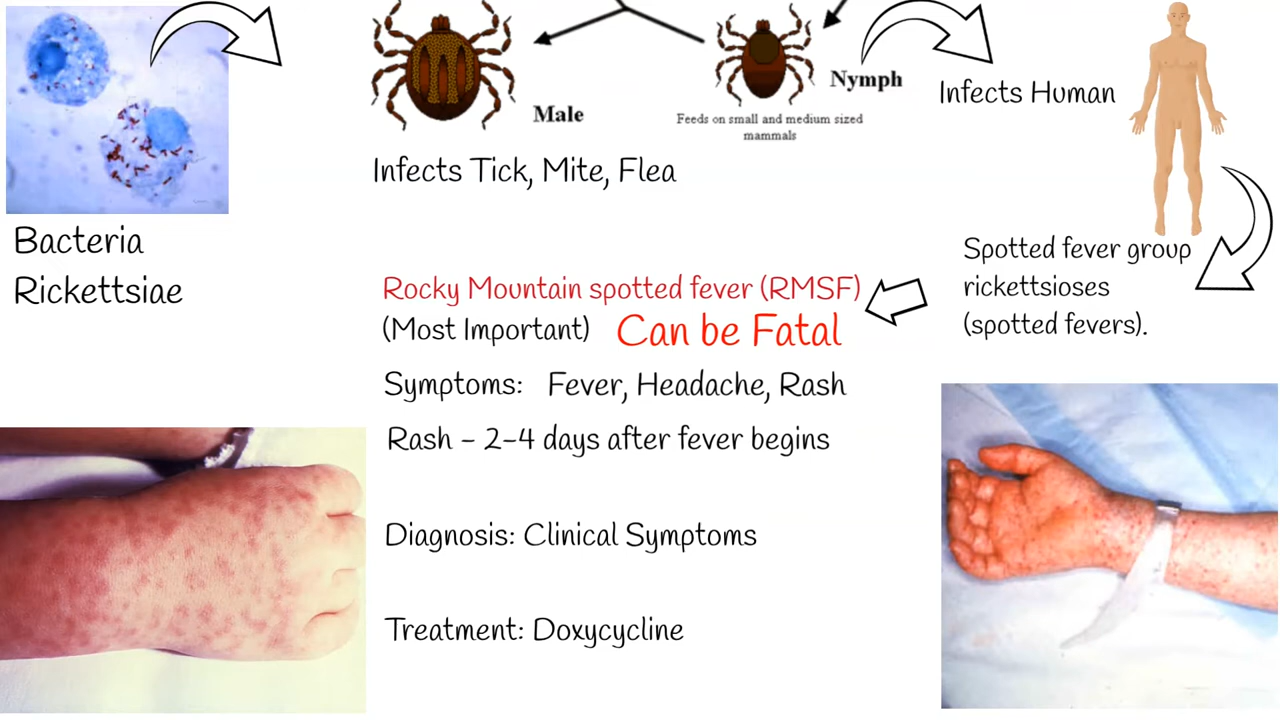 Male
Nymph
Feeds on small and medium sized
mammals
Infects Human
Infects Tick, Mite, Flea
Bacteria
Rickettsiae
Spotted fever group
rickettsioses
(spotted fevers).
Rocky Mountain spotted fever (RMSF)
(Most Important) Can be Fatal
Symptoms: Fever, Headache, Rash
Rash - 2-4 days after fever begins
Diagnosis: Clinical Symptoms
Treatment: Doxycycline